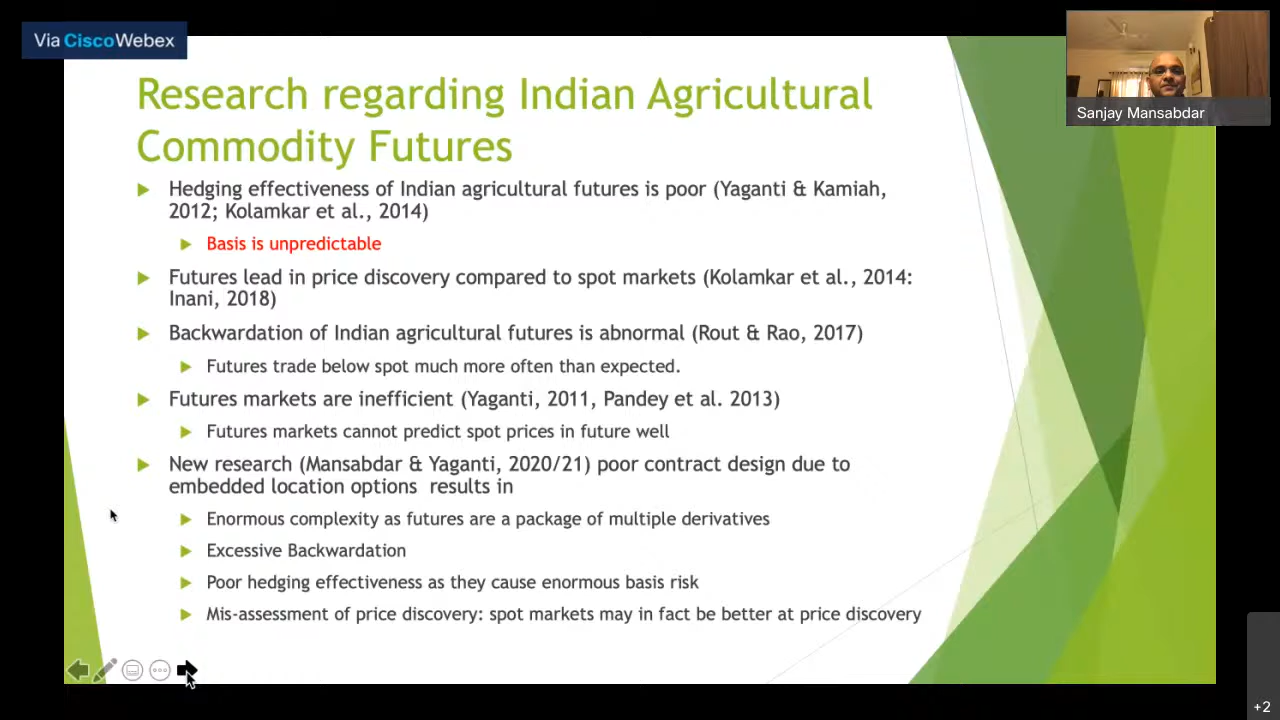 Via CiscoWebex
Sanjay Mansabdar
Research regarding Indian Agricultural
Commodity Futures
Hedging effectiveness of Indian agricultural futures is poor (Yaganti & Kamiah,
2012; Kolamkar et al., 2014)
Basis is unpredictable
Futures lead in price discovery compared to spot markets (Kolamkar et al., 2014:
Inani, 2018)
Backwardation of Indian agricultural futures is abnormal (Rout & Rao, 2017)
Futures trade below spot much more often than expected.
Futures markets are inefficient (Yaganti, 2011, Pandey et al. 2013)
Futures markets cannot predict spot prices in future well
New research (Mansabdar & Yaganti, 2020/21) poor contract design due to
embedded location options results in
Enormous complexity as futures are a package of multiple derivatives
Excessive Backwardation
Poor hedging effectiveness as they cause enormous basis risk
Mis-assessment of price discovery: spot markets may in fact be better at price discovery
+2